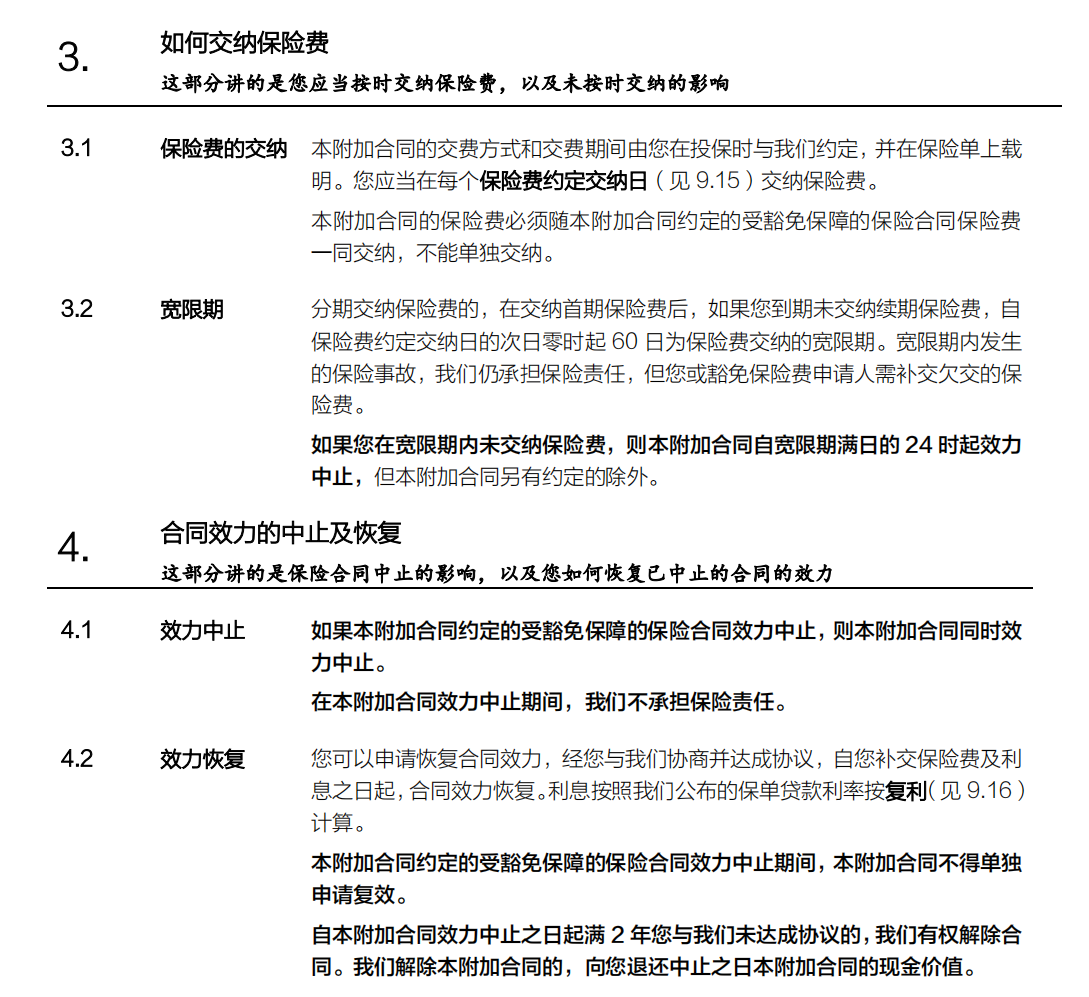 3. 如何交纳保险费
这部分讲的是您应当按时交纳保险费，以及未按时交纳的影响
3.1 保险费的交纳 本附加合同的交费方式和交费期间由您在投保时与我们约定，并在保险单上载
明。您应当在每个保险费约定交纳日（见 9.15）交纳保险费。
本附加合同的保险费必须随本附加合同约定的受豁免保障的保险合同保险费
一同交纳，不能单独交纳。
3.2 宽限期 分期交纳保险费的，在交纳首期保险费后，如果您到期未交纳续期保险费，自
保险费约定交纳日的次日零时起 60 日为保险费交纳的宽限期。宽限期内发生
的保险事故，我们仍承担保险责任，但您或豁免保险费申请人需补交欠交的保
险费。
如果您在宽限期内未交纳保险费，则本附加合同自宽限期满日的 24 时起效力
中止，但本附加合同另有约定的除外。
4. 合同效力的中止及恢复
这部分讲的是保险合同中止的影响，以及您如何恢复已中止的合同的效力
4.1 效力中止 如果本附加合同约定的受豁免保障的保险合同效力中止，则本附加合同同时效
力中止。
在本附加合同效力中止期间，我们不承担保险责任。
4.2 效力恢复 您可以申请恢复合同效力，经您与我们协商并达成协议，自您补交保险费及利
息之日起，合同效力恢复。利息按照我们公布的保单贷款利率按复利（见 9.16）
计算。
本附加合同约定的受豁免保障的保险合同效力中止期间，本附加合同不得单独
申请复效。
自本附加合同效力中止之日起满 2 年您与我们未达成协议的，我们有权解除合
同。我们解除本附加合同的，向您退还中止之日本附加合同的现金价值。